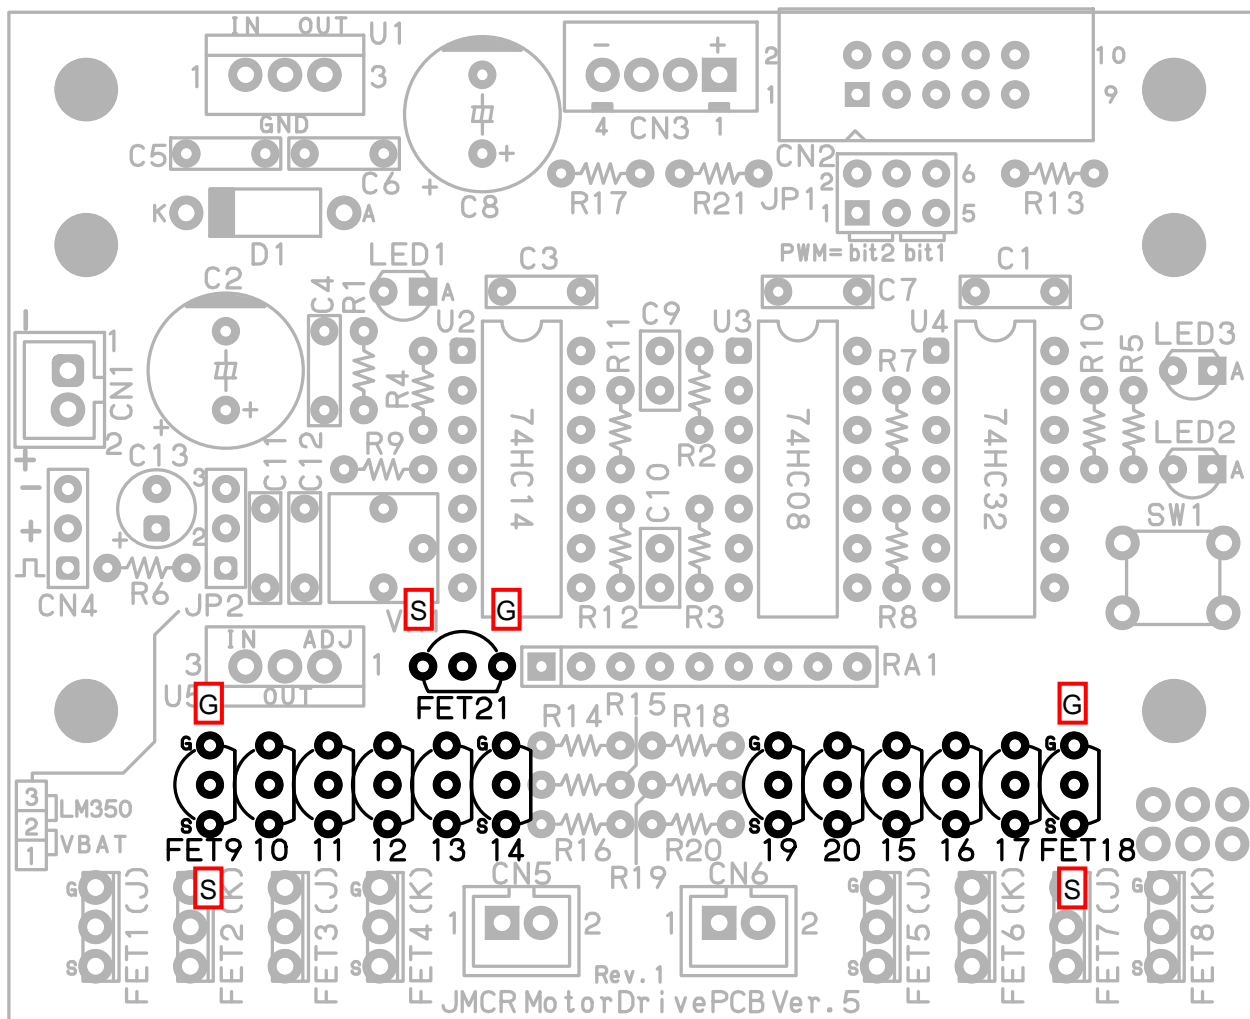 IN OUT U1
1 3
GND
C5 C6
K A
D1
C8
- +
4 CN3 1
2 10
1 9
CN2
R17 R21 JP1 2 6 R13
1 5
PWM= bit2 bit1
C2 C4 R1 LED1 A
C3 C7 C1
U2 R11 C9 U3 R7 U4 R10 R5 LED3 A
1 CN1 2
- +
R4 74HC14 R2 74HC08 74HC32 LED2 A
R9
C13 C11 C12 3 2
C10 SW1
- +
CN4 R6 JP2
R12 R3 R8
S G
V 1
IN ADJ
3 1
U5 OUT
RA1
FET21
G G
R14 R15 R18
G G G G
3 LM350
2 VBAT
1
S S S S
FET9 10 11 12 13 14 R16 R20 19 20 15 16 17 FET18
R19
S S
CN5 CN6
1 2 1 2
G G G
FET1(J) FET2(K) FET3(J) FET4(K) FET5(J) FET6(K) FET7(J) FET8(K)
S S S S
Rev.1
JMCR MotorDrivePCB Ver.5